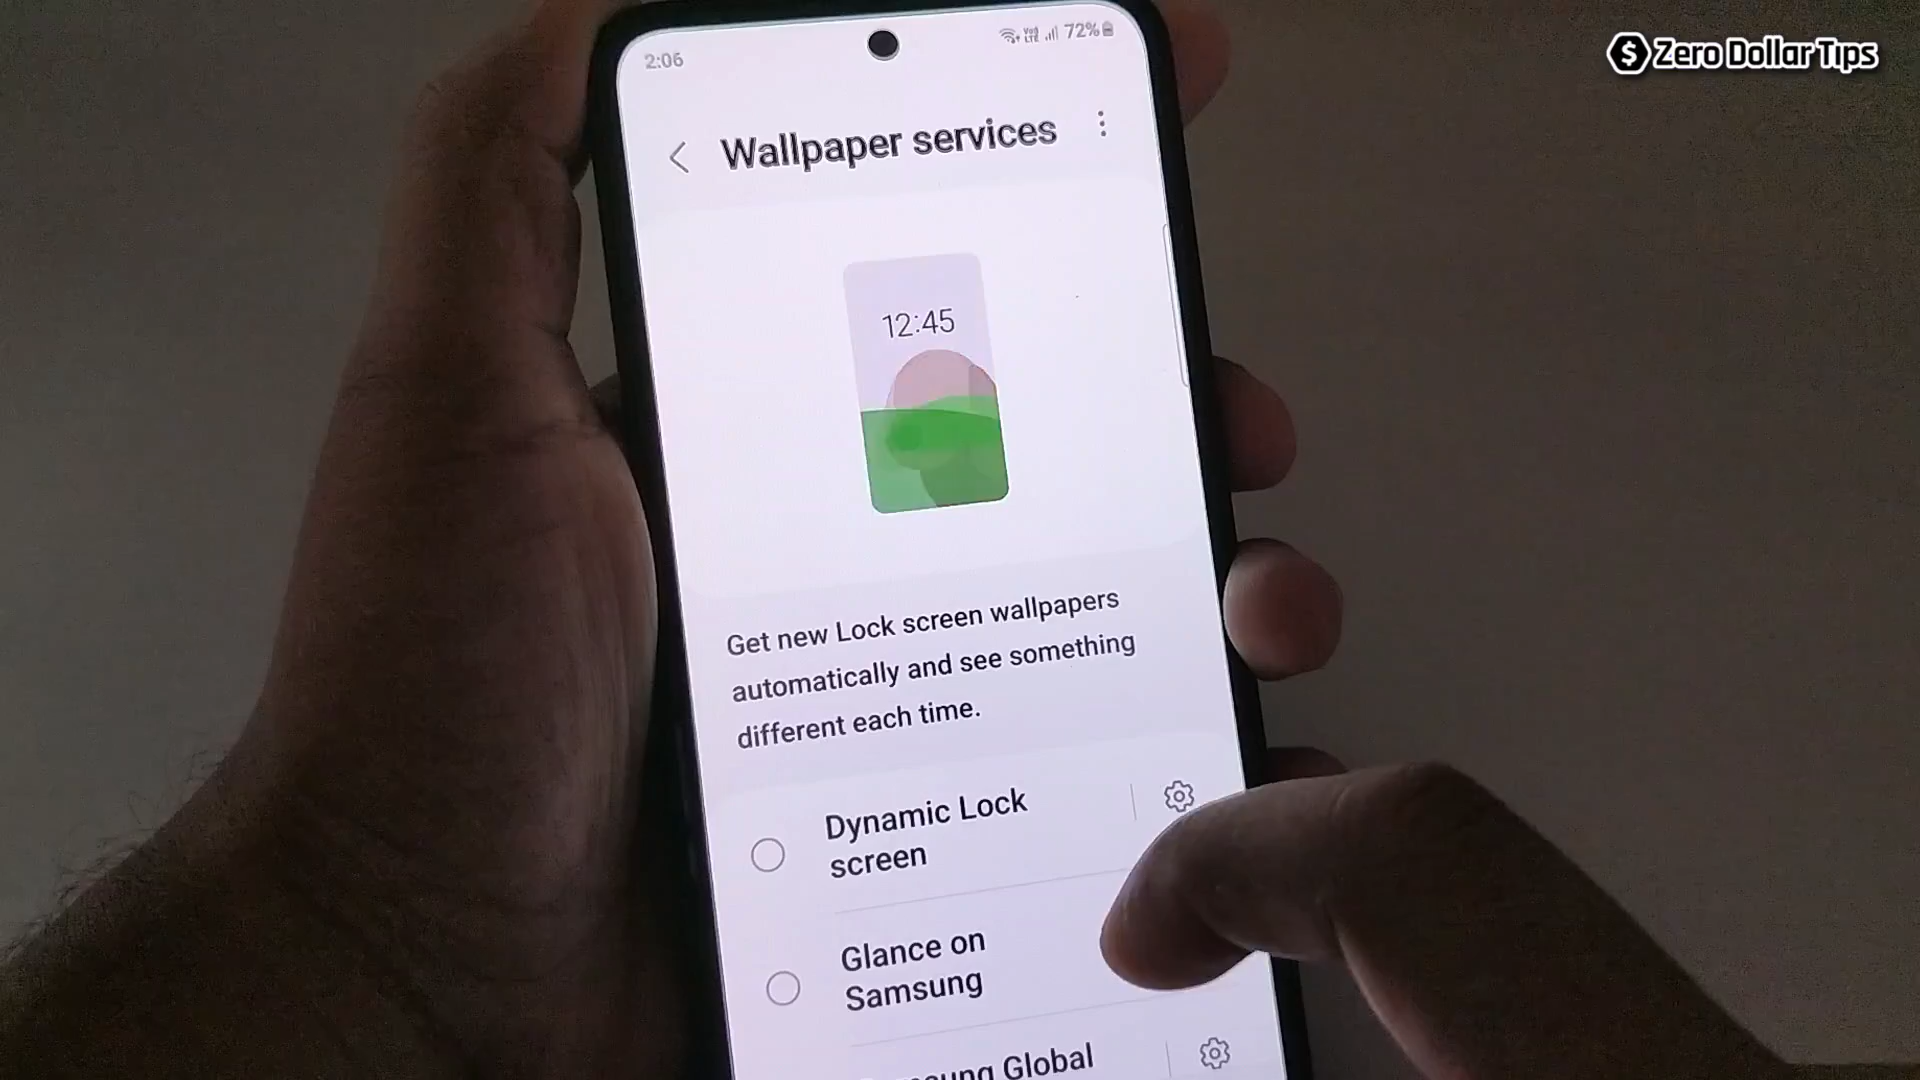 Zero Dollar Tips
2:06
72%
Wallpaper services
12:45
Get new Lock screen wallpapers
automatically and see something
different each time.
Dynamic Lock
screen
Glance on
Samsung
Global